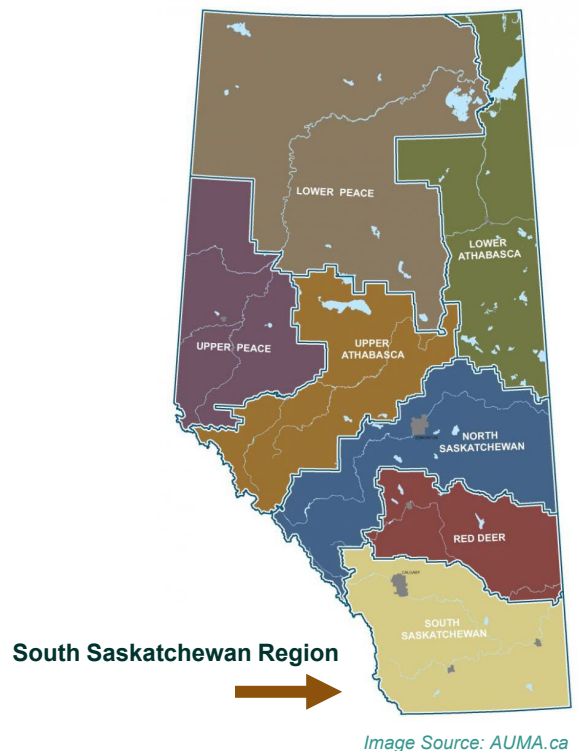 LOWER PEACE
LOWER
ATHABASCA
UPPER PEACE
UPPER
ATHABASCA
NORTH
SASKATCHEWAN
RED DEER
CALGARY
SOUTH
SASKATCHEWAN
South Saskatchewan Region
Image Source: AUMA.ca